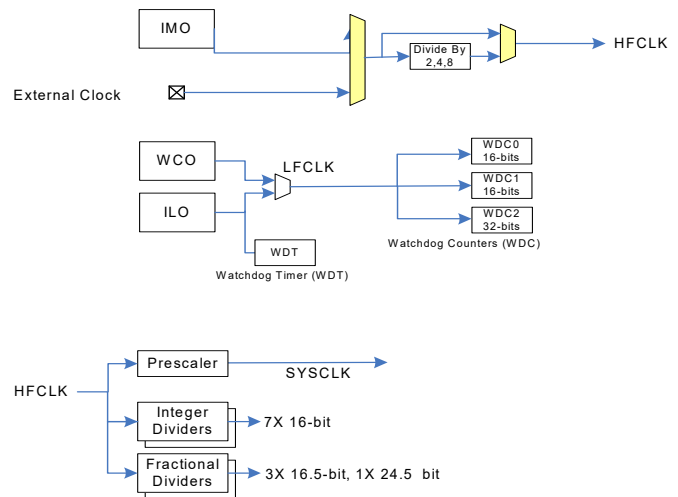 IMO
Divide By
2,4,8
HFCLK
External Clock
WCO
LFCLK
WDC0
16-bits
WDC1
16-bits
ILO
WDC2
32-bits
WDT
Watchdog Counters (WDC)
Watchdog Timer (WDT)
Prescaler
SYSCLK
HFCLK
Integer
Dividers
7X 16-bit
Fractional
Dividers
3X 16.5-bit, 1X 24.5 bit